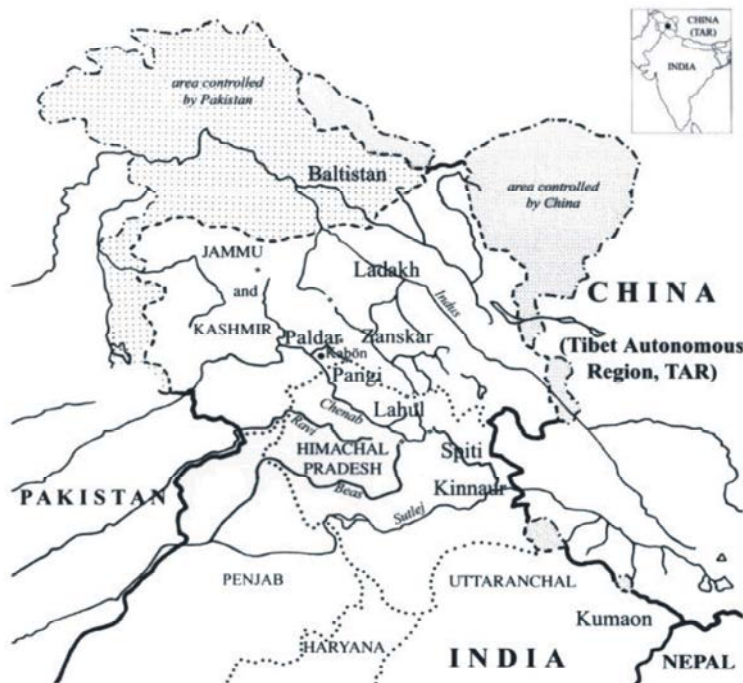 CHINA
(TAR)
INDIA
area controlled
by Pakistan
Baltistan
area controlled
by China
JAMMU
and
KASHMIR
Ladakh
Indus
CHINA
(Tibet Autonomous
Region, TAR)
Paldar
Kabön
Zanskar
Pangi
Chenab
Lahul
Ravi
HIMACHAL
PRADESH
Spiti
Beas
Kinnaur
PAKISTAN
Sutlej
PENJAB
UTTARANCHAL
Kumaon
HARYANA
INDIA
NEPAL